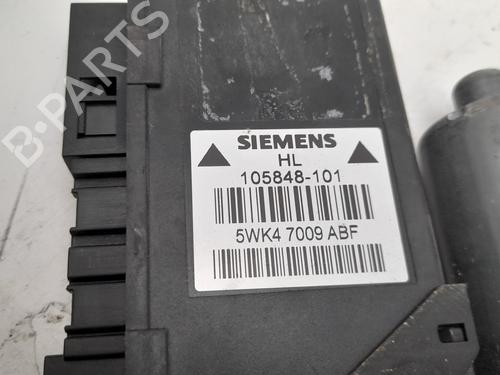 B-PARTS
SIEMENS
HL
105848-101
5WK4 7009 ABF